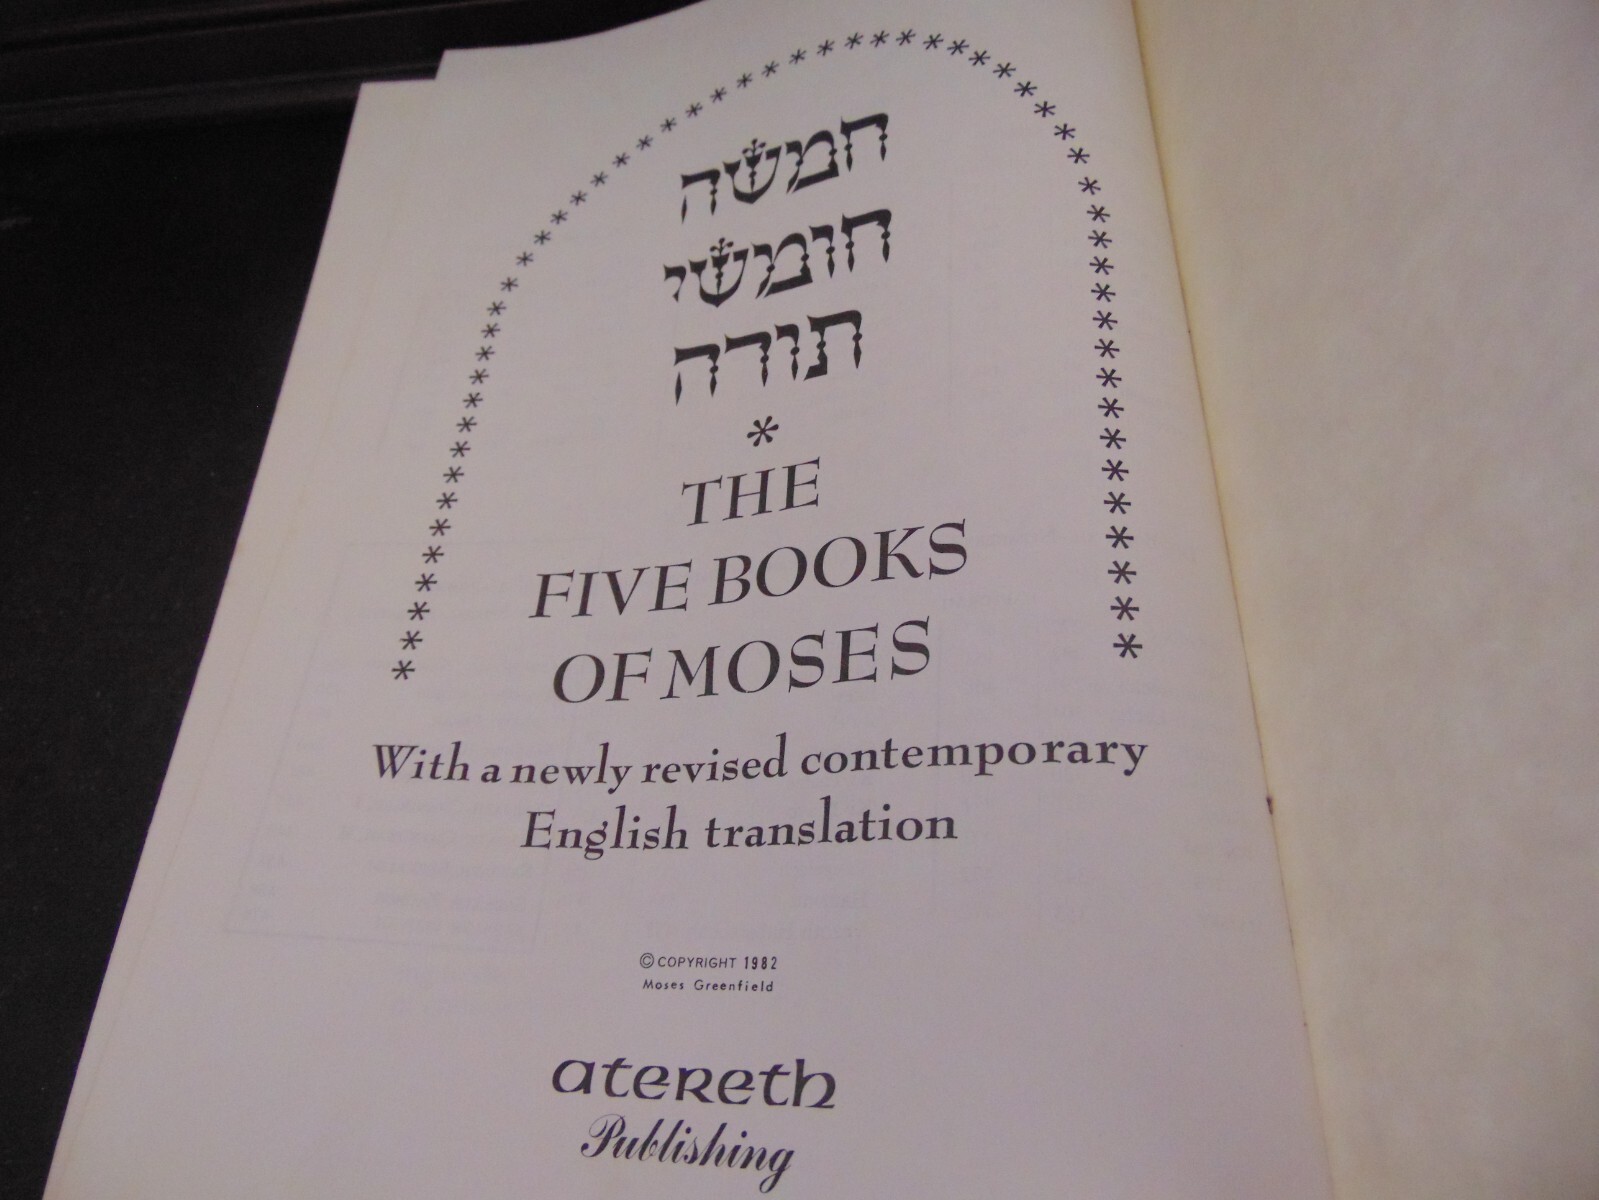 חמשה
חומשי
תורה
*
THE
FIVE BOOKS
OF MOSES
With a newly revised contemporary
English translation
© COPYRIGHT 1982
Moses Greenfield
atereth
Publishing